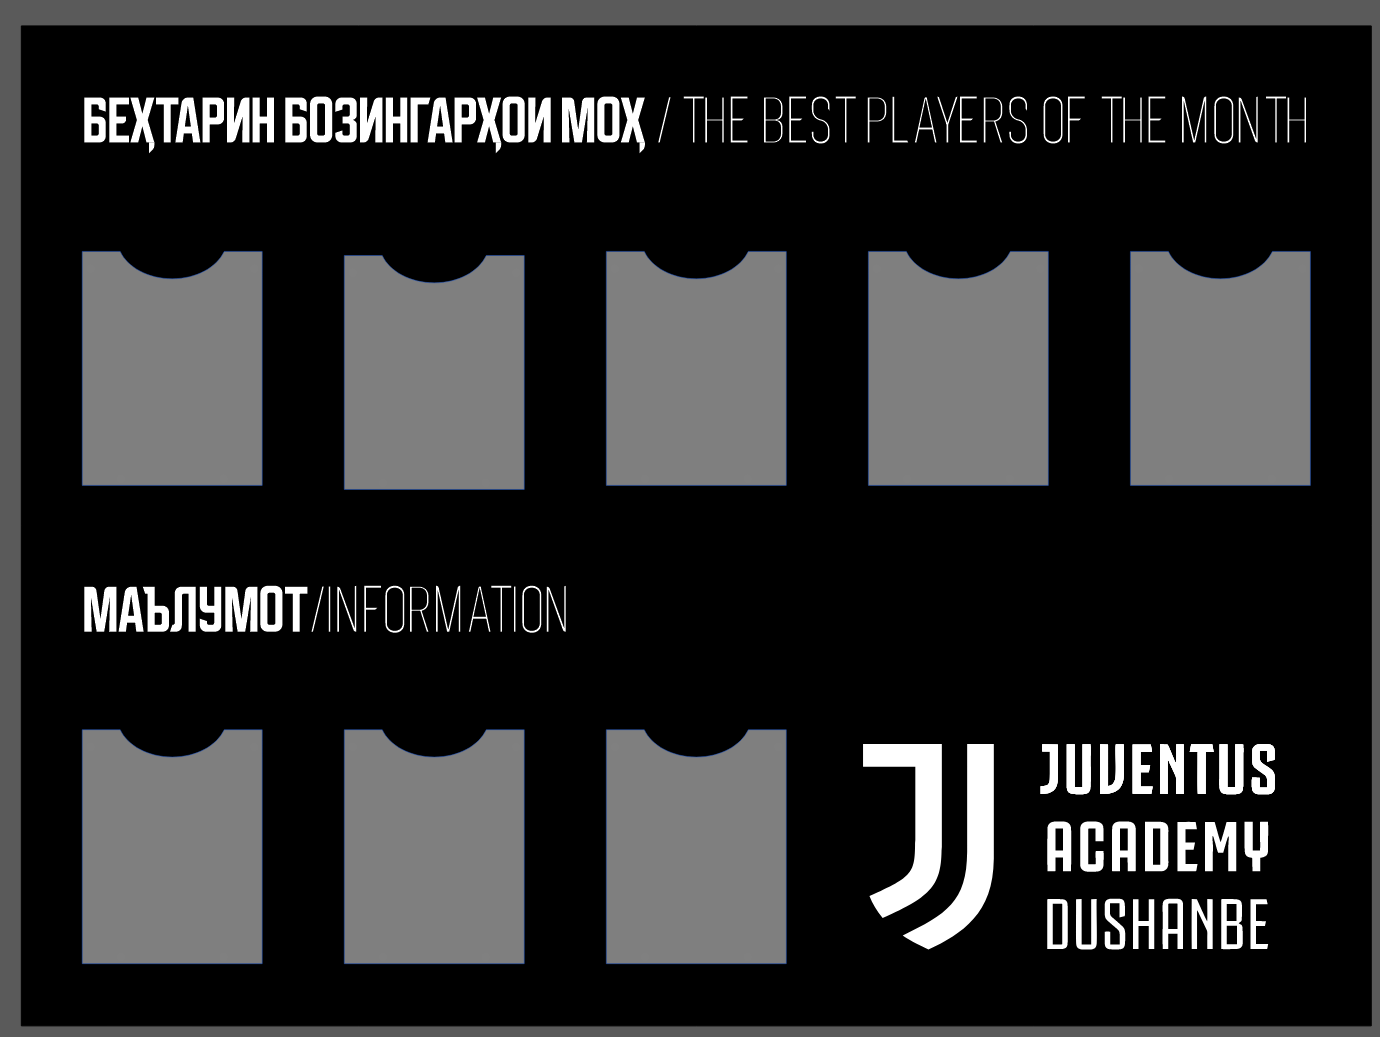 БЕҲТАРИН БОЗИНГАРҲОИ МОҲ / THE BEST PLAYERS OF THE MONTH
МАЪЛУМОТ/INFORMATION
JUVENTUS
ACADEMY
DUSHANBE